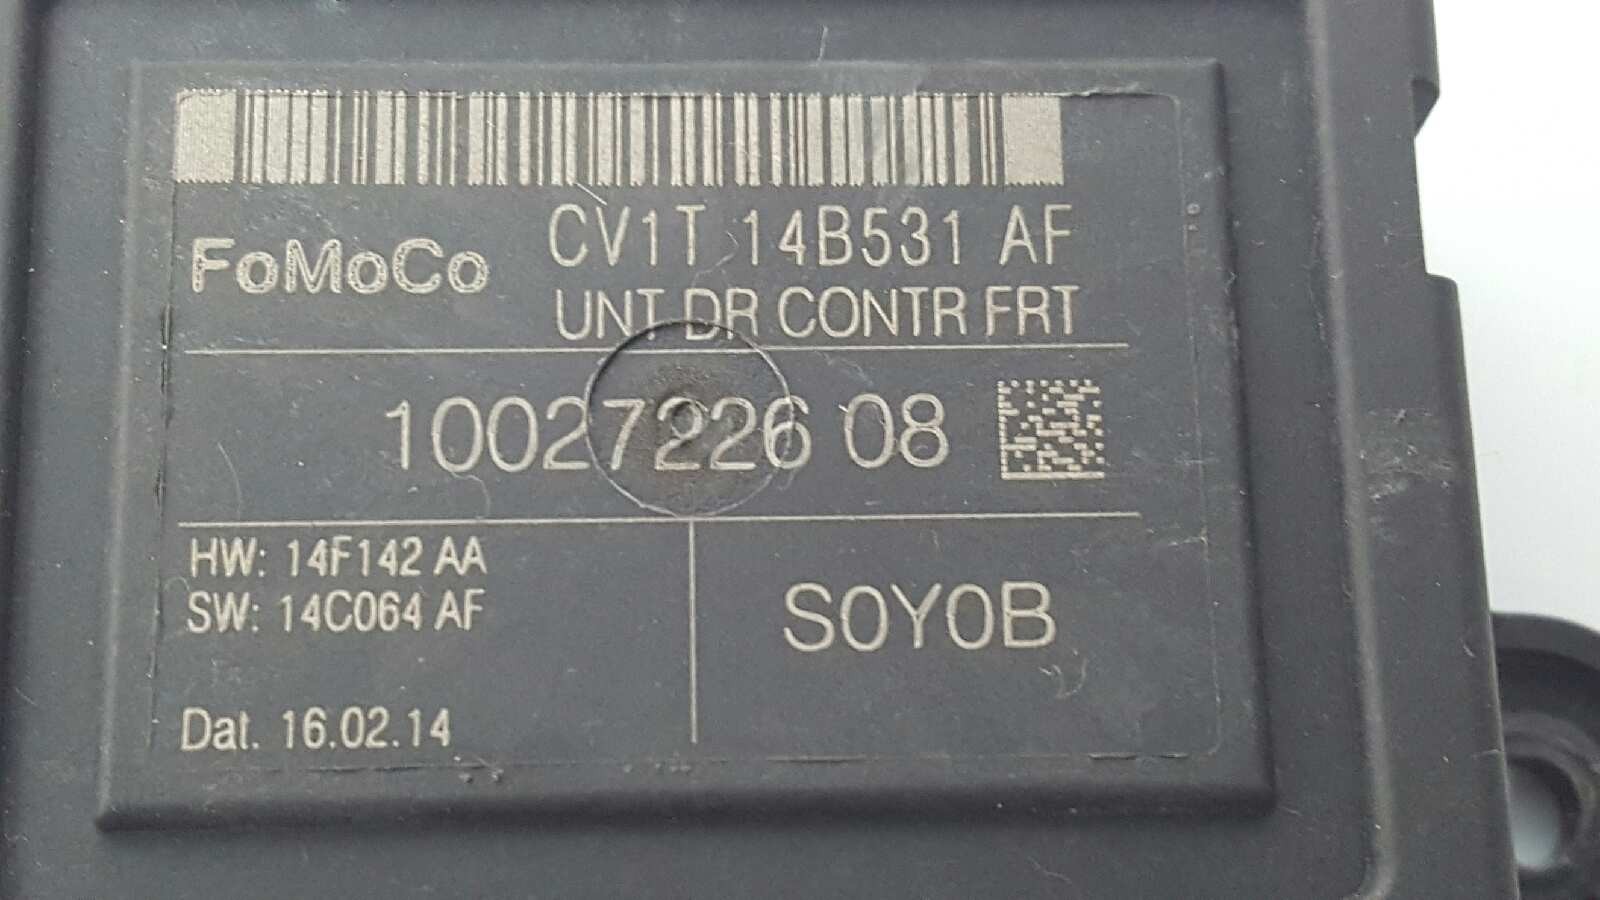 CV1T 14B531 AF
FoMoCo
UNT DR CONTR FRT
10027226 08
HW: 14F142 AA
SW: 14C064 AF
S0Y0B
Dat. 16.02.14